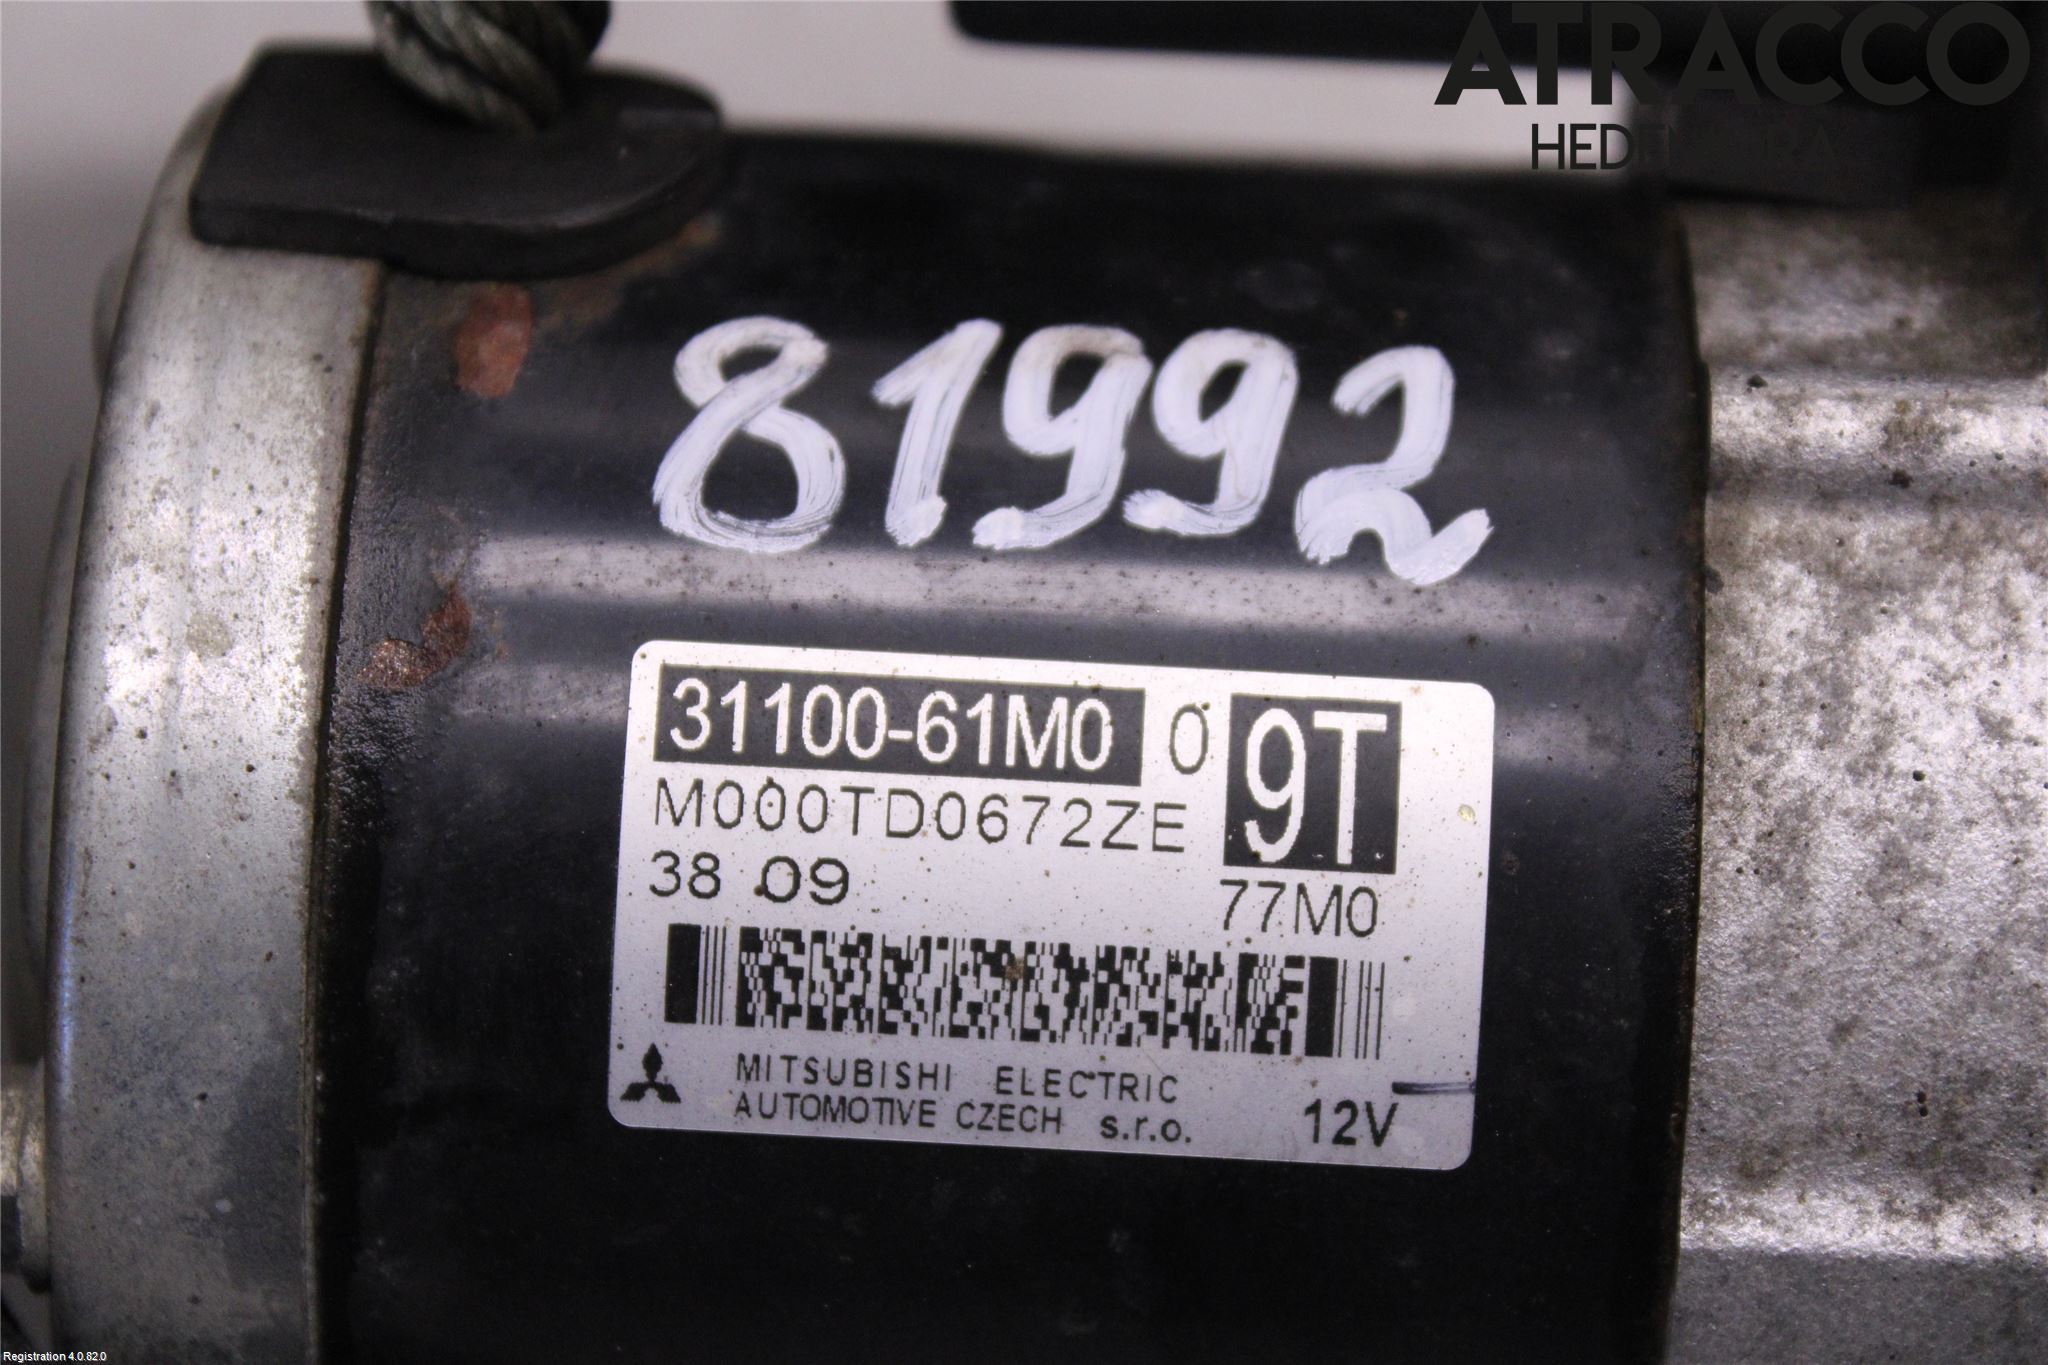 ATRACCO
HEDEMORA
81992
31100-61M0 0 9T
M000TD0672ZE
38 09
77M0
MITSUBISHI ELECTRIC
AUTOMOTIVE CZECH s.r.o.
12V
Registration 4.0.82.0